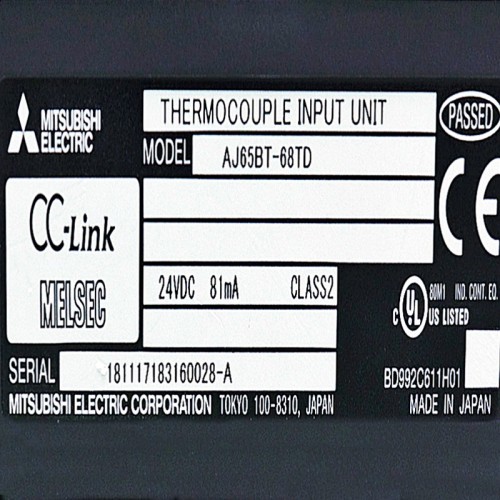 MITSUBISHI
ELECTRIC
THERMOCOUPLE INPUT UNIT
PASSED
MODEL AJ65BT-68TD
CE
CC-Link
MELSEC
24VDC 81mA CLASS2
C UL US LISTED
80M1 IND. CONT. EQ.
SERIAL 181117183160028-A
BD992C611H01
MITSUBISHI ELECTRIC CORPORATION TOKYO 100-8310, JAPAN
MADE IN JAPAN